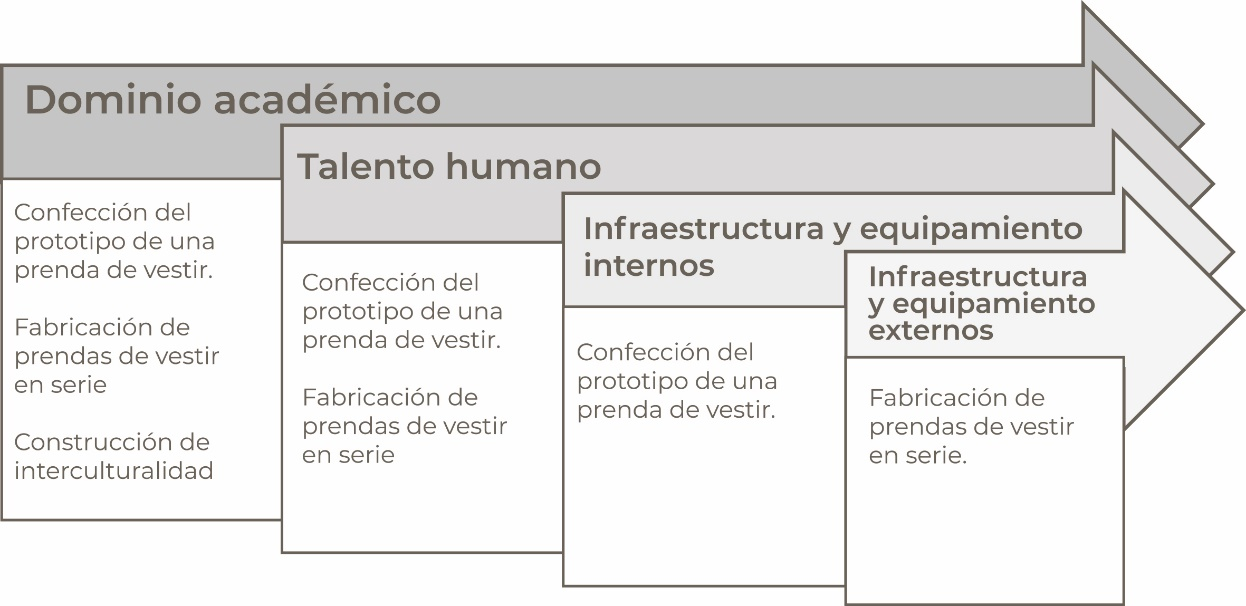 Dominio académico
Confección del
prototipo de una
prenda de vestir.
Fabricación de
prendas de vestir
en serie
Construcción de
interculturalidad
Talento humano
Confección del
prototipo de una
prenda de vestir.
Fabricación de
prendas de vestir
en serie
Infraestructura y equipamiento
internos
Confección del
prototipo de una
prenda de vestir.
Infraestructura
y equipamiento
externos
Fabricación de
prendas de vestir
en serie.